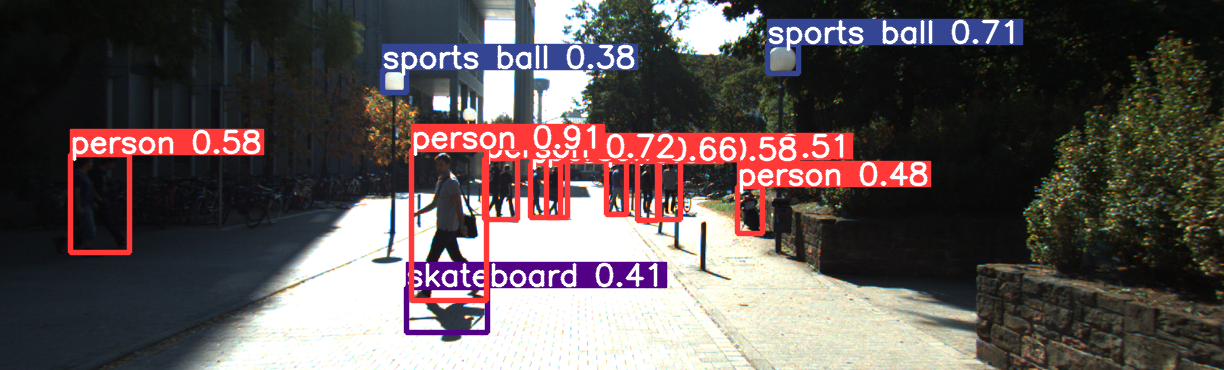 sports ball 0.71
sports ball 0.38
person 0.91
person 0.58
0.72
.66
.58
.51
person 0.48
skateboard 0.41